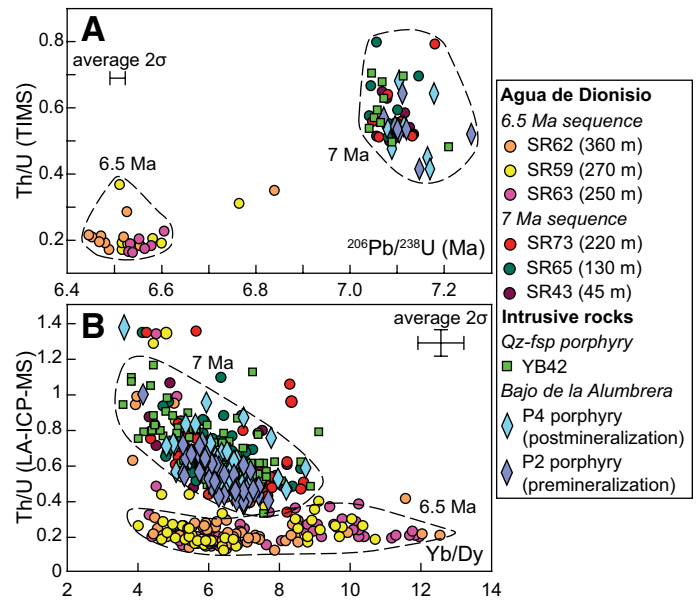 A
average 2σ
0.8
0.6
0.4
0.2
Th/U (TIMS)
6.5 Ma
7 Ma
206Pb/238U (Ma)
6.4 6.6 6.8 7.0 7.2
B
average 2σ
1.4
1.2
1.0
0.8
0.6
0.4
0.2
0
Th/U (LA-ICP-MS)
7 Ma
6.5 Ma
Yb/Dy
2 4 6 8 10 12 14
Agua de Dionisio
6.5 Ma sequence
SR62 (360 m)
SR59 (270 m)
SR63 (250 m)
7 Ma sequence
SR73 (220 m)
SR65 (130 m)
SR43 (45 m)
Intrusive rocks
Qz-fsp porphyry
YB42
Bajo de la Alumbrera
P4 porphyry
(postmineralization)
P2 porphyry
(premineralization)